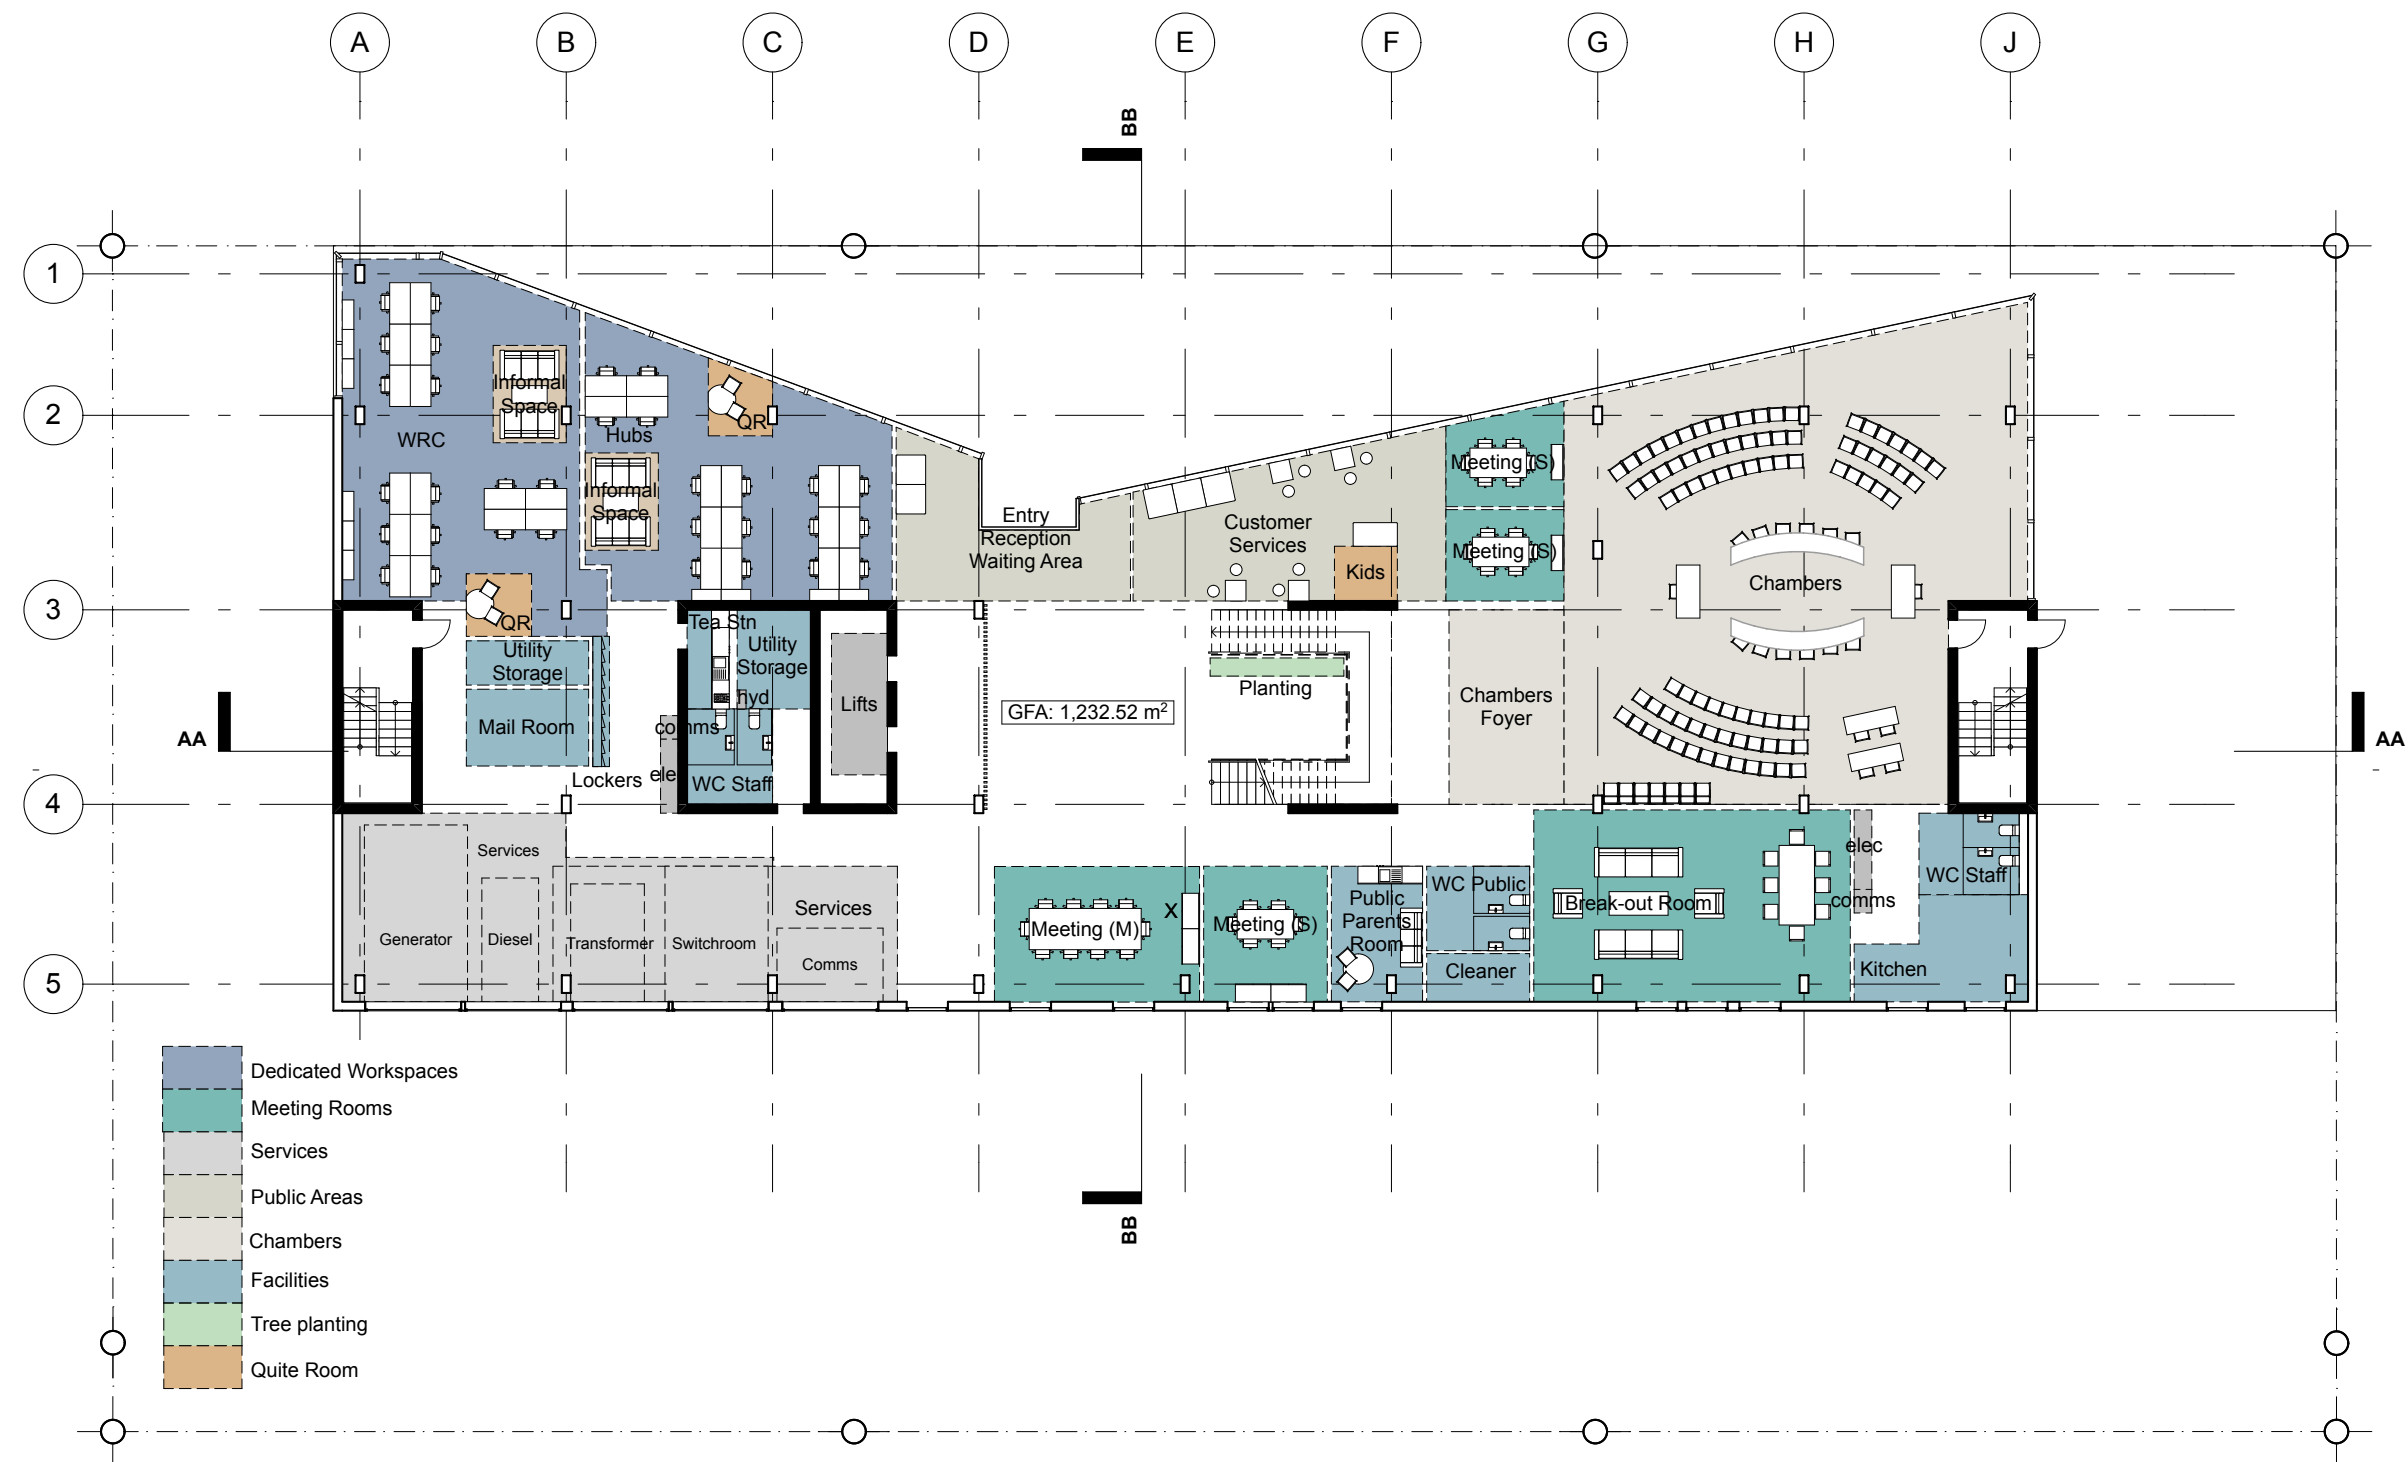 A
B
C
D
E
F
G
H
J
BB
1
2
3
4
5
Informal
Space
WRC
Hubs
QR
Informal
Space
Entry
Reception
Waiting Area
Customer
Services
Kids
Meeting (S)
Meeting (S)
Chambers
QR
Utility
Storage
Mail Room
Lockers
Tea Stn
Utility
Storage
hyd
comms
elec
WC Staff
Lifts
GFA: 1,232.52 m²
Planting
Chambers
Foyer
AA
AA
Services
Generator
Diesel
Transformer
Switchroom
Services
Comms
Meeting (M)
X
Meeting (S)
Public
Parents
Room
WC Public
Cleaner
Break-out Room
elec
comms
WC Staff
Kitchen
Dedicated Workspaces
Meeting Rooms
Services
Public Areas
Chambers
Facilities
Tree planting
Quite Room
BB